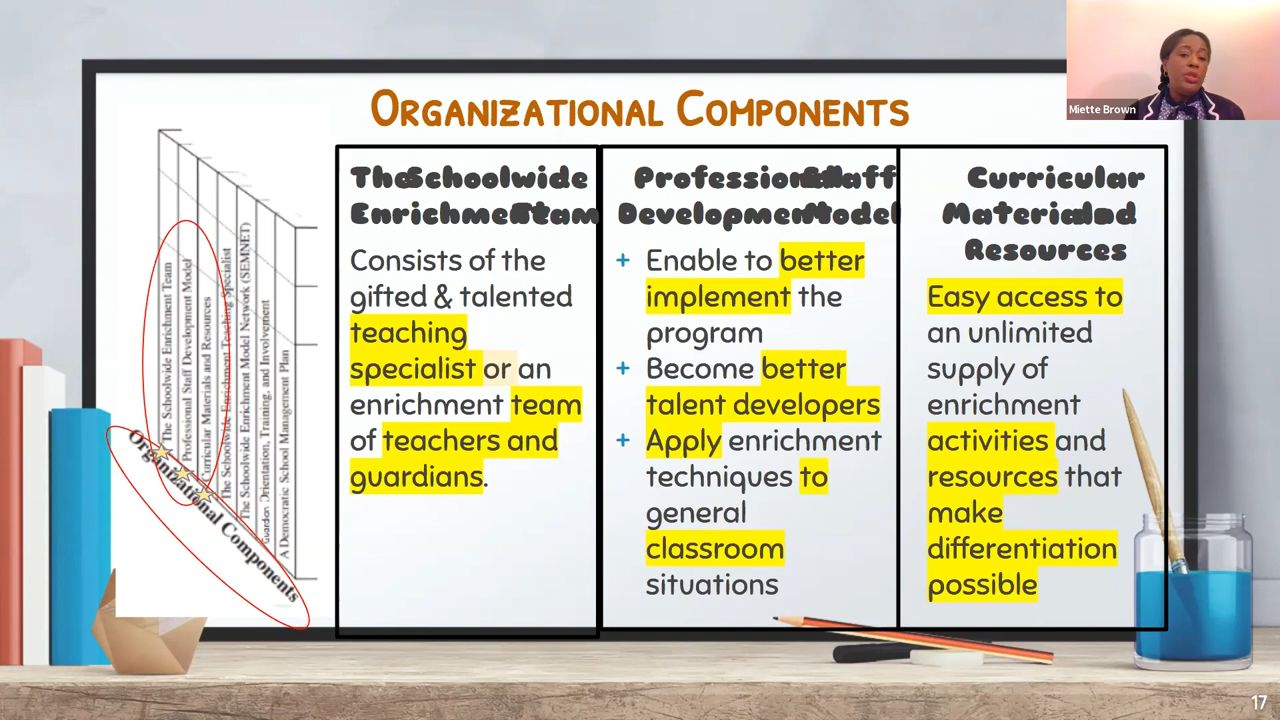 Miette Brown
Organizational Components
The Schoolwide Enrichment Team
Professional Staff Development Model
Curricular Materials and Resources
The Schoolwide Enrichment Teaching Specialist
The Schoolwide Enrichment Model Network (SEMNET)
Guardian Orientation, Training, and Involvement
A Democratic School Management Plan
Organizational Components
The Schoolwide
Enrichment Team
Consists of the
gifted & talented
teaching
specialist or an
enrichment team
of teachers and
guardians.
Professional Staff
Development Model
+ Enable to better
implement the
program
+ Become better
talent developers
+ Apply enrichment
techniques to
general
classroom
situations
Curricular
Materials and
Resources
Easy access to
an unlimited
supply of
enrichment
activities and
resources that
make
differentiation
possible
17